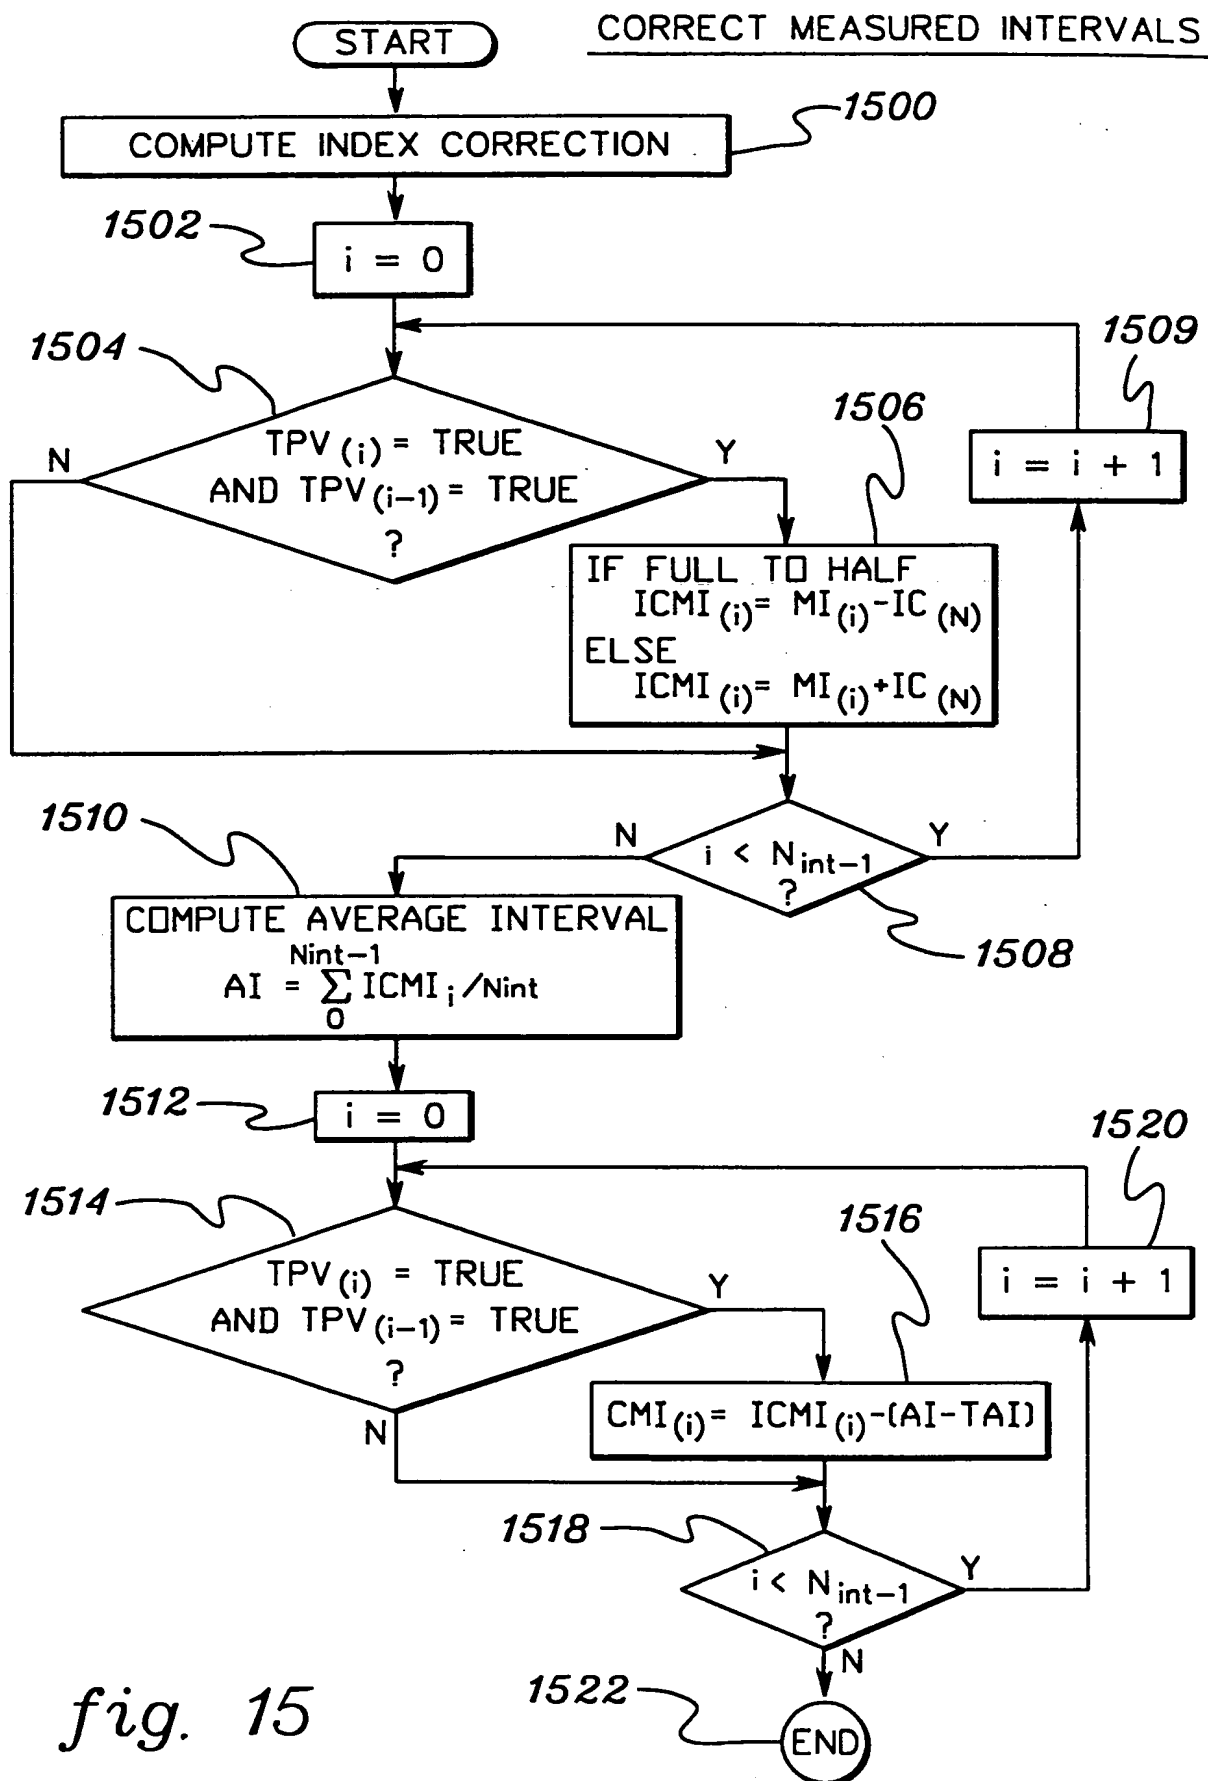 CORRECT MEASURED INTERVALS
START
1500
COMPUTE INDEX CORRECTION
1502
i = 0
1504
1509
1506
N
TPV(i) = TRUE
AND TPV(i-1) = TRUE
?
Y
i = i + 1
IF FULL TO HALF
ICMI(i) = MI(i)-IC(N)
ELSE
ICMI(i) = MI(i)+IC(N)
1510
N
i < Nint-1
?
Y
1508
COMPUTE AVERAGE INTERVAL
Nint-1
AI = ∑ ICMIi/Nint
0
1512
i = 0
1520
1514
1516
TPV(i) = TRUE
AND TPV(i-1) = TRUE
?
Y
N
i = i + 1
CMI(i) = ICMI(i)-(AI-TAI)
1518
i < Nint-1
?
Y
N
1522
END
fig. 15